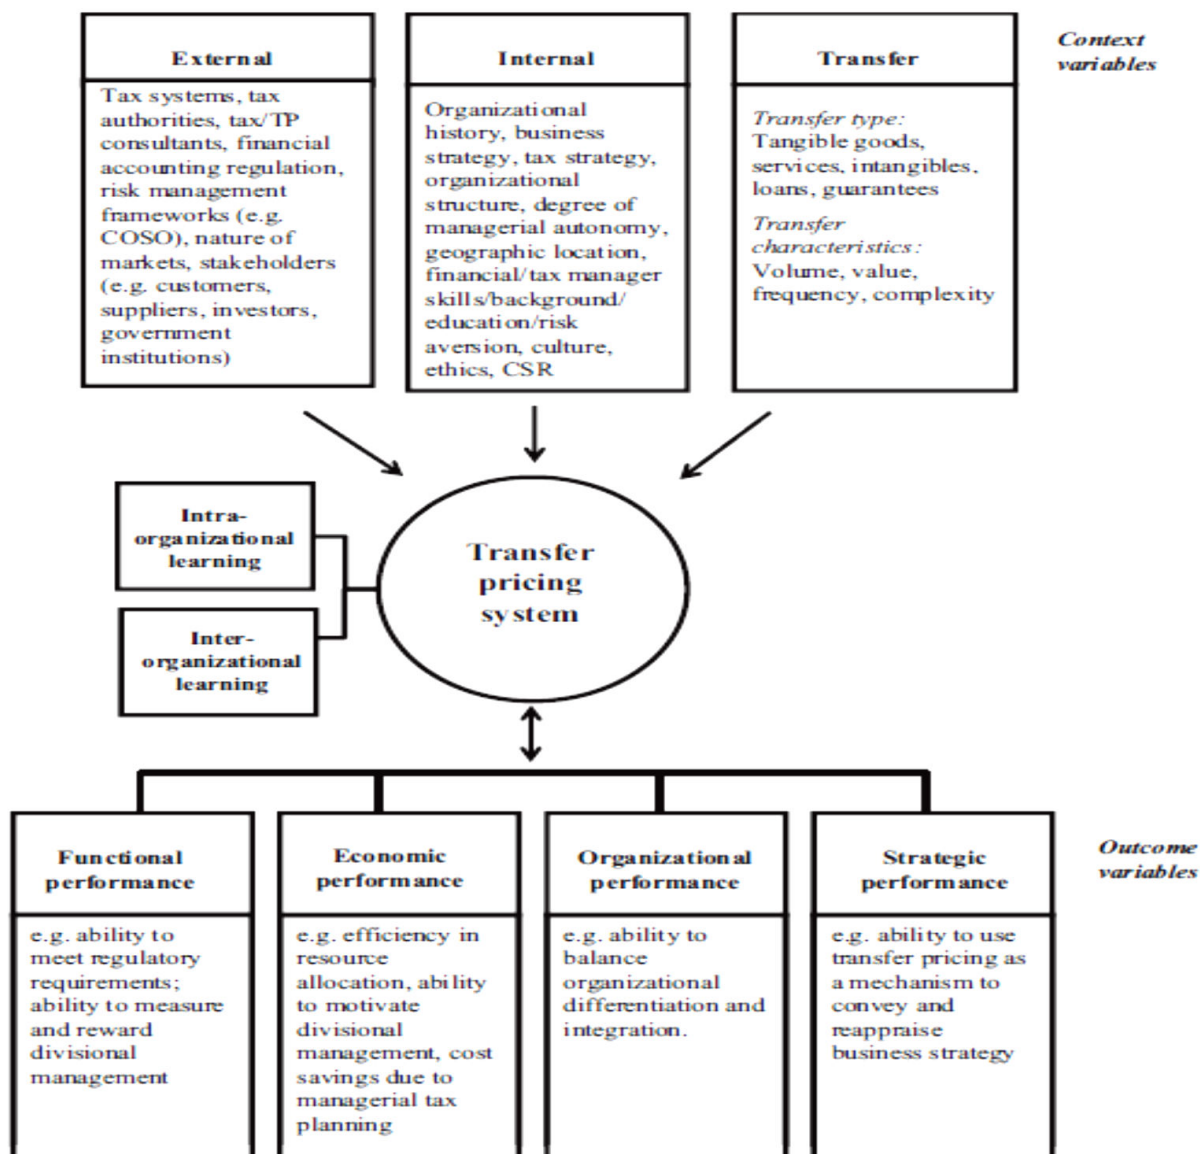 External
Tax systems, tax
authorities, tax/TP
consultants, financial
accounting regulation,
risk management
frameworks (e.g.
COSO), nature of
markets, stakeholders
(e.g. customers,
suppliers, investors,
government
institutions)
Internal
Organizational
history, business
strategy, tax strategy,
organizational
structure, degree of
managerial autonomy,
geographic location,
financial/tax manager
skills/background/
education/risk
aversion, culture,
ethics, CSR
Transfer
Transfer type:
Tangible goods,
services, intangibles,
loans, guarantees
Transfer
characteristics:
Volume, value,
frequency, complexity
Context
variables
Intra-
organizational
learning
Inter-
organizational
learning
Transfer
pricing
system
Functional
performance
e.g. ability to
meet regulatory
requirements;
ability to measure
and reward
divisional
management
Economic
performance
e.g. efficiency in
resource
allocation, ability
to motivate
divisional
management, cost
savings due to
managerial tax
planning
Organizational
performance
e.g. ability to
balance
organizational
differentiation and
integration.
Strategic
performance
e.g. ability to use
transfer pricing as
a mechanism to
convey and
reappraise
business strategy
Outcome
variables